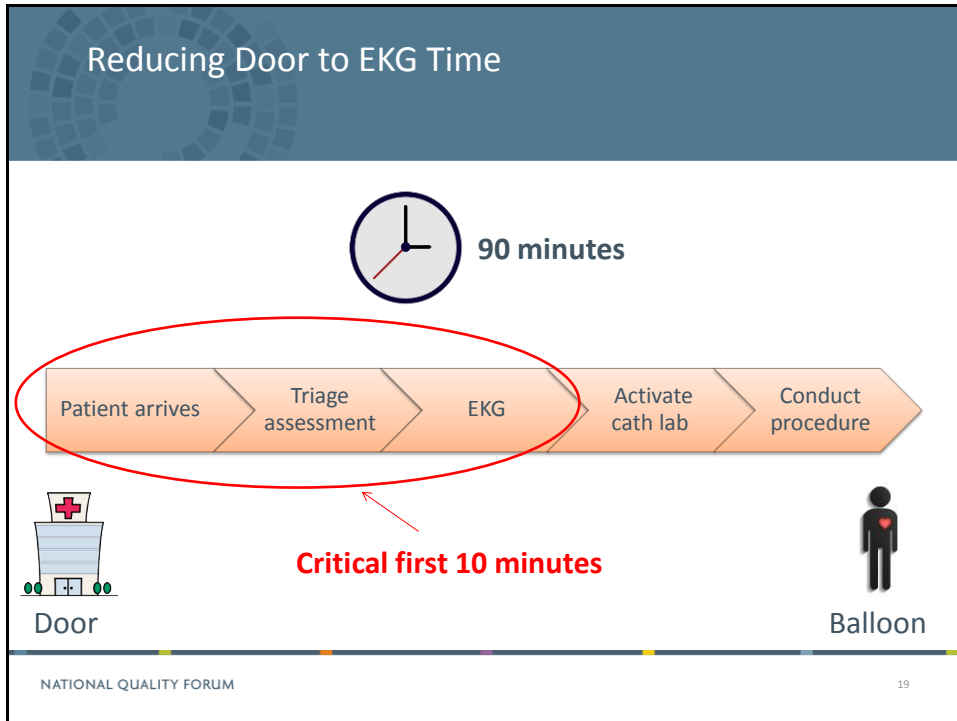 Reducing Door to EKG Time
90 minutes
Patient arrives
Triage
assessment
EKG
Activate
cath lab
Conduct
procedure
Critical first 10 minutes
Door
Balloon
NATIONAL QUALITY FORUM
19